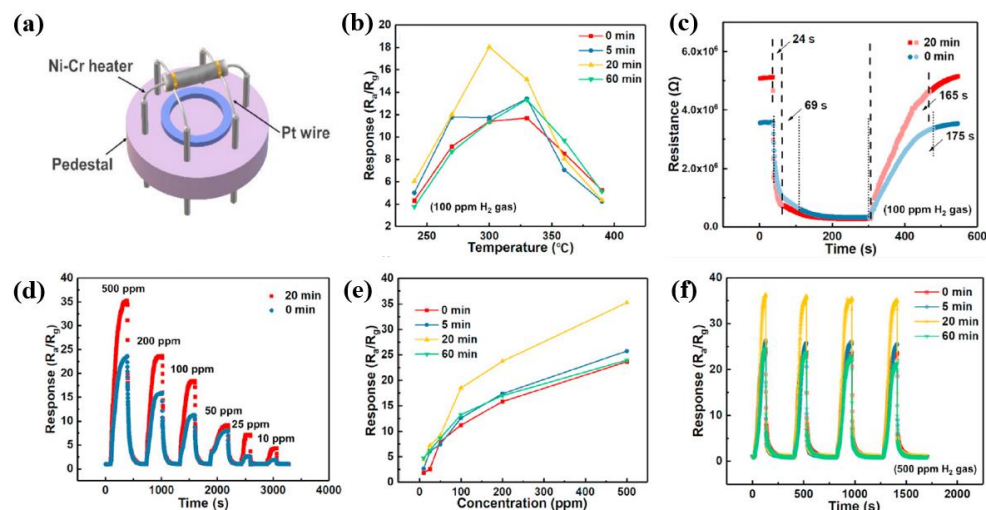 (a)
Ni-Cr heater
Pt wire
Pedestal
(b)
Response (Ra/Rg)
18
16
14
12
10
8
6
4
2
0
0 min
5 min
20 min
60 min
(100 ppm H2 gas)
250
300
350
400
Temperature (°C)
(c)
Resistance (Ω)
6.0x10⁶
4.0x10⁶
2.0x10⁶
0.0
24 s
69 s
20 min
0 min
165 s
175 s
(100 ppm H2 gas)
0
200
400
600
Time (s)
(d)
Response (Ra/Rg)
40
35
30
25
20
15
10
5
0
500 ppm
200 ppm
100 ppm
50 ppm
25 ppm
10 ppm
20 min
0 min
0
1000
2000
3000
4000
Time (s)
(e)
Response (Ra/Rg)
40
35
30
25
20
15
10
5
0
0 min
5 min
20 min
60 min
0
100
200
300
400
500
Concentration (ppm)
(f)
Response (Ra/Rg)
40
30
20
10
0
0 min
5 min
20 min
60 min
(500 ppm H2 gas)
0
500
1000
1500
2000
Time (s)